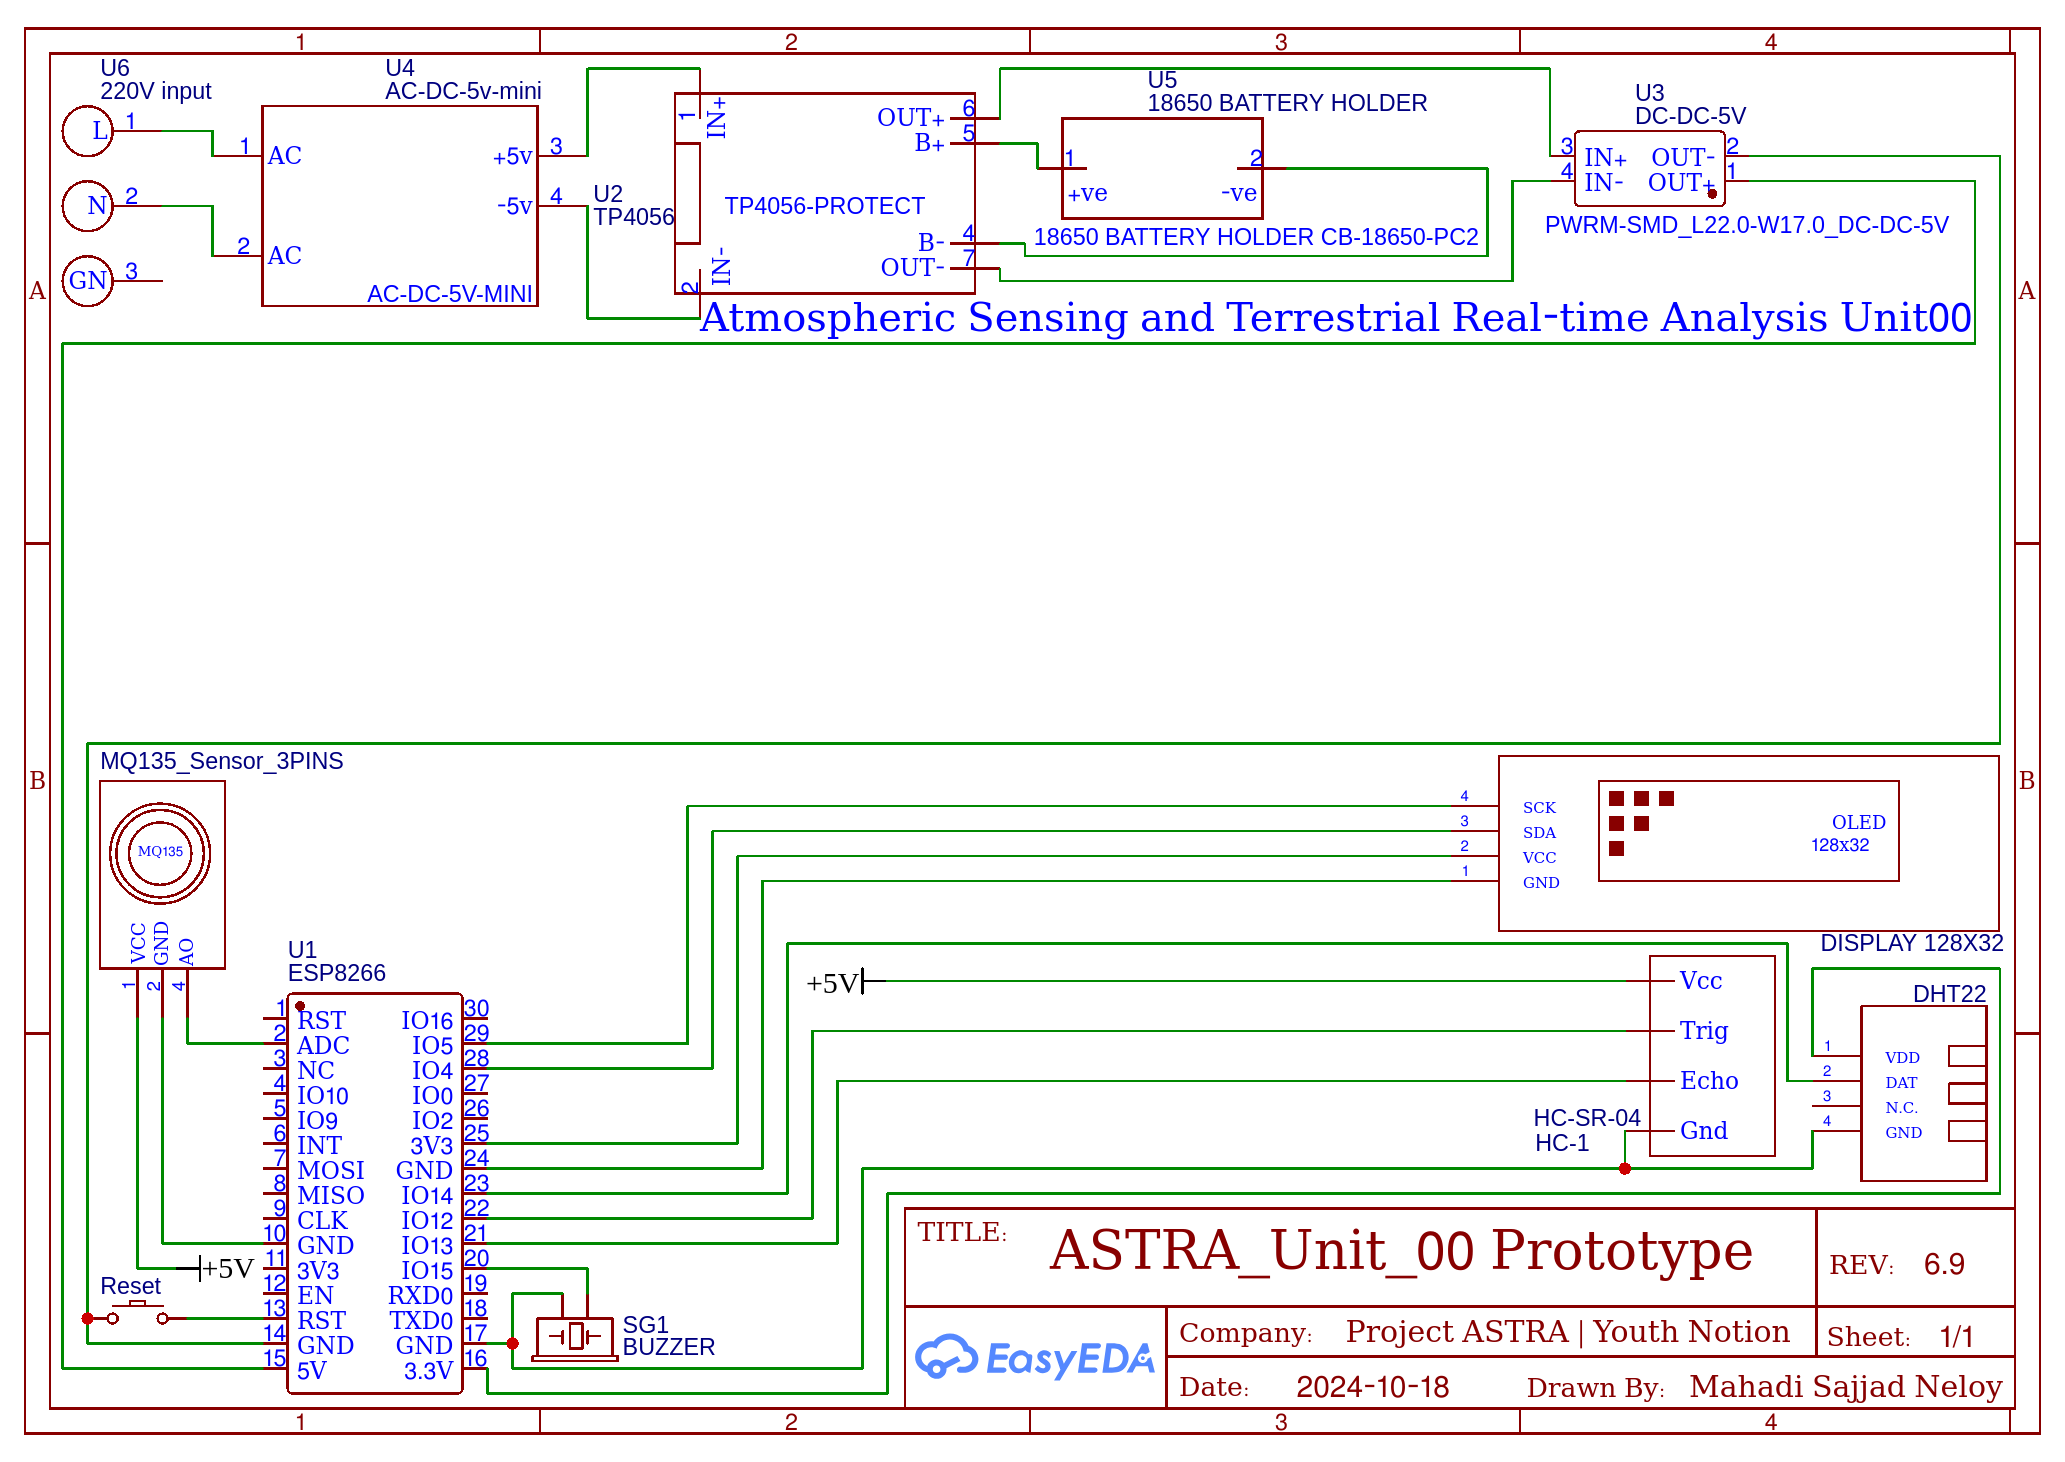 1 2 3 4
A A
B B
U6
220V input
L 1
N 2
GN 3
U4
AC-DC-5v-mini
1 AC +5v 3
-5v 4
2 AC
AC-DC-5V-MINI
U2
TP4056
1 IN+
2 IN-
TP4056-PROTECT
OUT+ 6
B+ 5
B- 4
OUT- 7
U5
18650 BATTERY HOLDER
1 2
+ve -ve
18650 BATTERY HOLDER CB-18650-PC2
U3
DC-DC-5V
3 IN+ OUT- 2
4 IN- OUT+ 1
PWRM-SMD_L22.0-W17.0_DC-DC-5V
Atmospheric Sensing and Terrestrial Real-time Analysis Unit00
MQ135_Sensor_3PINS
MQ135
VCC GND AO
1 2 4
U1
ESP8266
1 RST IO16 30
2 ADC IO5 29
3 NC IO4 28
4 IO10 IO0 27
5 IO9 IO2 26
6 INT 3V3 25
7 MOSI GND 24
8 MISO IO14 23
9 CLK IO12 22
10 GND IO13 21
11 3V3 IO15 20
12 EN RXD0 19
13 RST TXD0 18
14 GND GND 17
15 5V 3.3V 16
+5V
Reset
SG1
BUZZER
4 SCK
3 SDA
2 VCC
1 GND
OLED
128x32
DISPLAY 128X32
+5V
Vcc
Trig
Echo
Gnd
HC-SR-04
HC-1
DHT22
1 VDD
2 DAT
3 N.C.
4 GND
TITLE: ASTRA_Unit_00 Prototype
REV: 6.9
EasyEDA
Company: Project ASTRA | Youth Notion
Sheet: 1/1
Date: 2024-10-18
Drawn By: Mahadi Sajjad Neloy
1 2 3 4